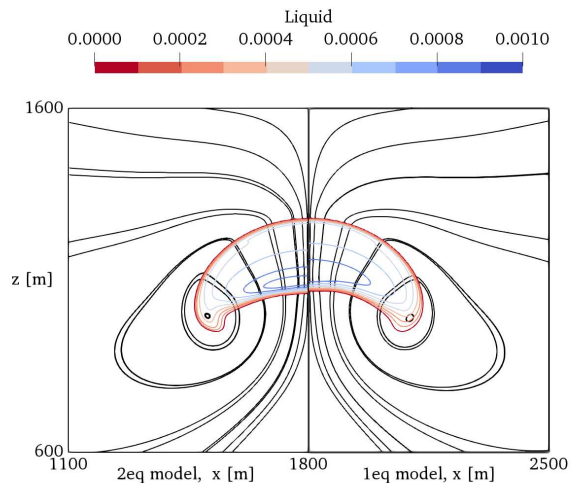 Liquid
0.0000 0.0002 0.0004 0.0006 0.0008 0.0010
1600
z [m]
600
1100 1800 2500
2eq model, x [m] 1eq model, x [m]